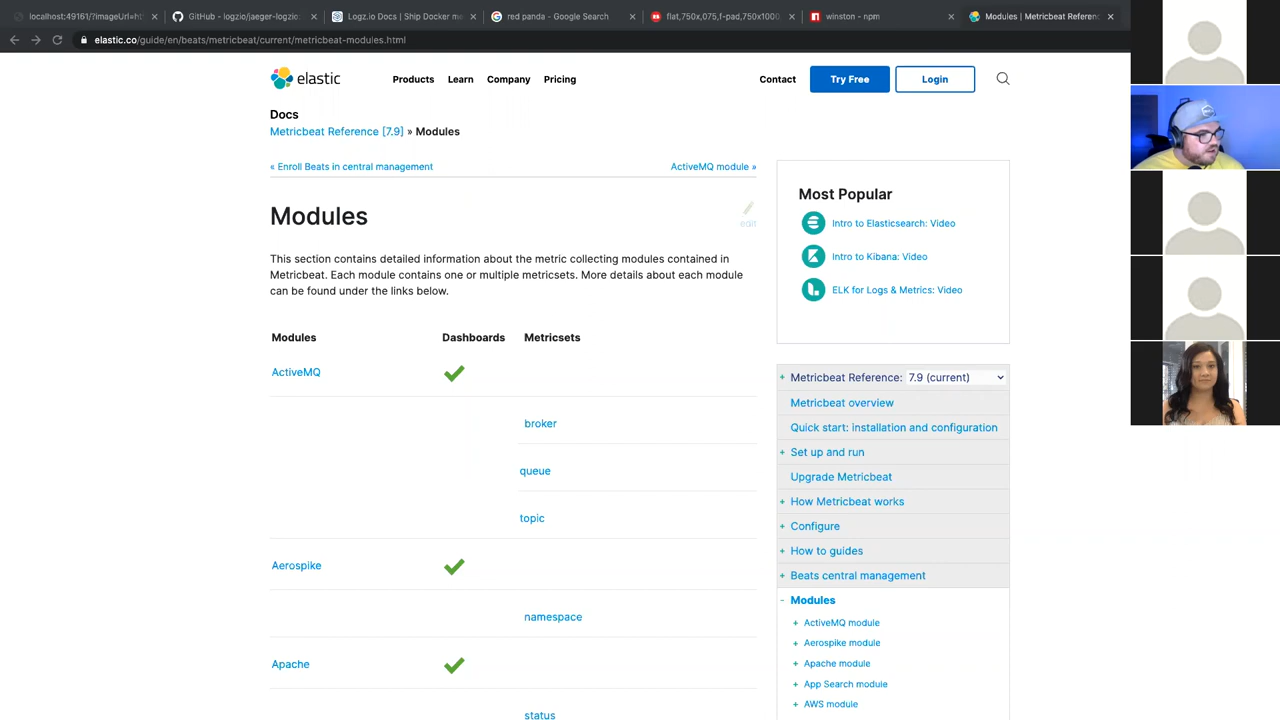 localhost:49161/?imageUrl=ht
GitHub - logzio/jaeger-logzio:
Logz.io Docs | Ship Docker me
red panda - Google Search
flat,750x,075,f-pad,750x1000,
winston - npm
Modules | Metricbeat Referenc
elastic.co/guide/en/beats/metricbeat/current/metricbeat-modules.html
elastic
Products
Learn
Company
Pricing
Contact
Try Free
Login
Docs
Metricbeat Reference [7.9] » Modules
« Enroll Beats in central management
ActiveMQ module »
Modules
edit
This section contains detailed information about the metric collecting modules contained in
Metricbeat. Each module contains one or multiple metricsets. More details about each module
can be found under the links below.
Modules
Dashboards
Metricsets
ActiveMQ
broker
queue
topic
Aerospike
namespace
Apache
status
Most Popular
Intro to Elasticsearch: Video
Intro to Kibana: Video
ELK for Logs & Metrics: Video
+ Metricbeat Reference: 7.9 (current)
Metricbeat overview
Quick start: installation and configuration
+ Set up and run
Upgrade Metricbeat
+ How Metricbeat works
+ Configure
+ How to guides
+ Beats central management
- Modules
+ ActiveMQ module
+ Aerospike module
+ Apache module
+ App Search module
+ AWS module